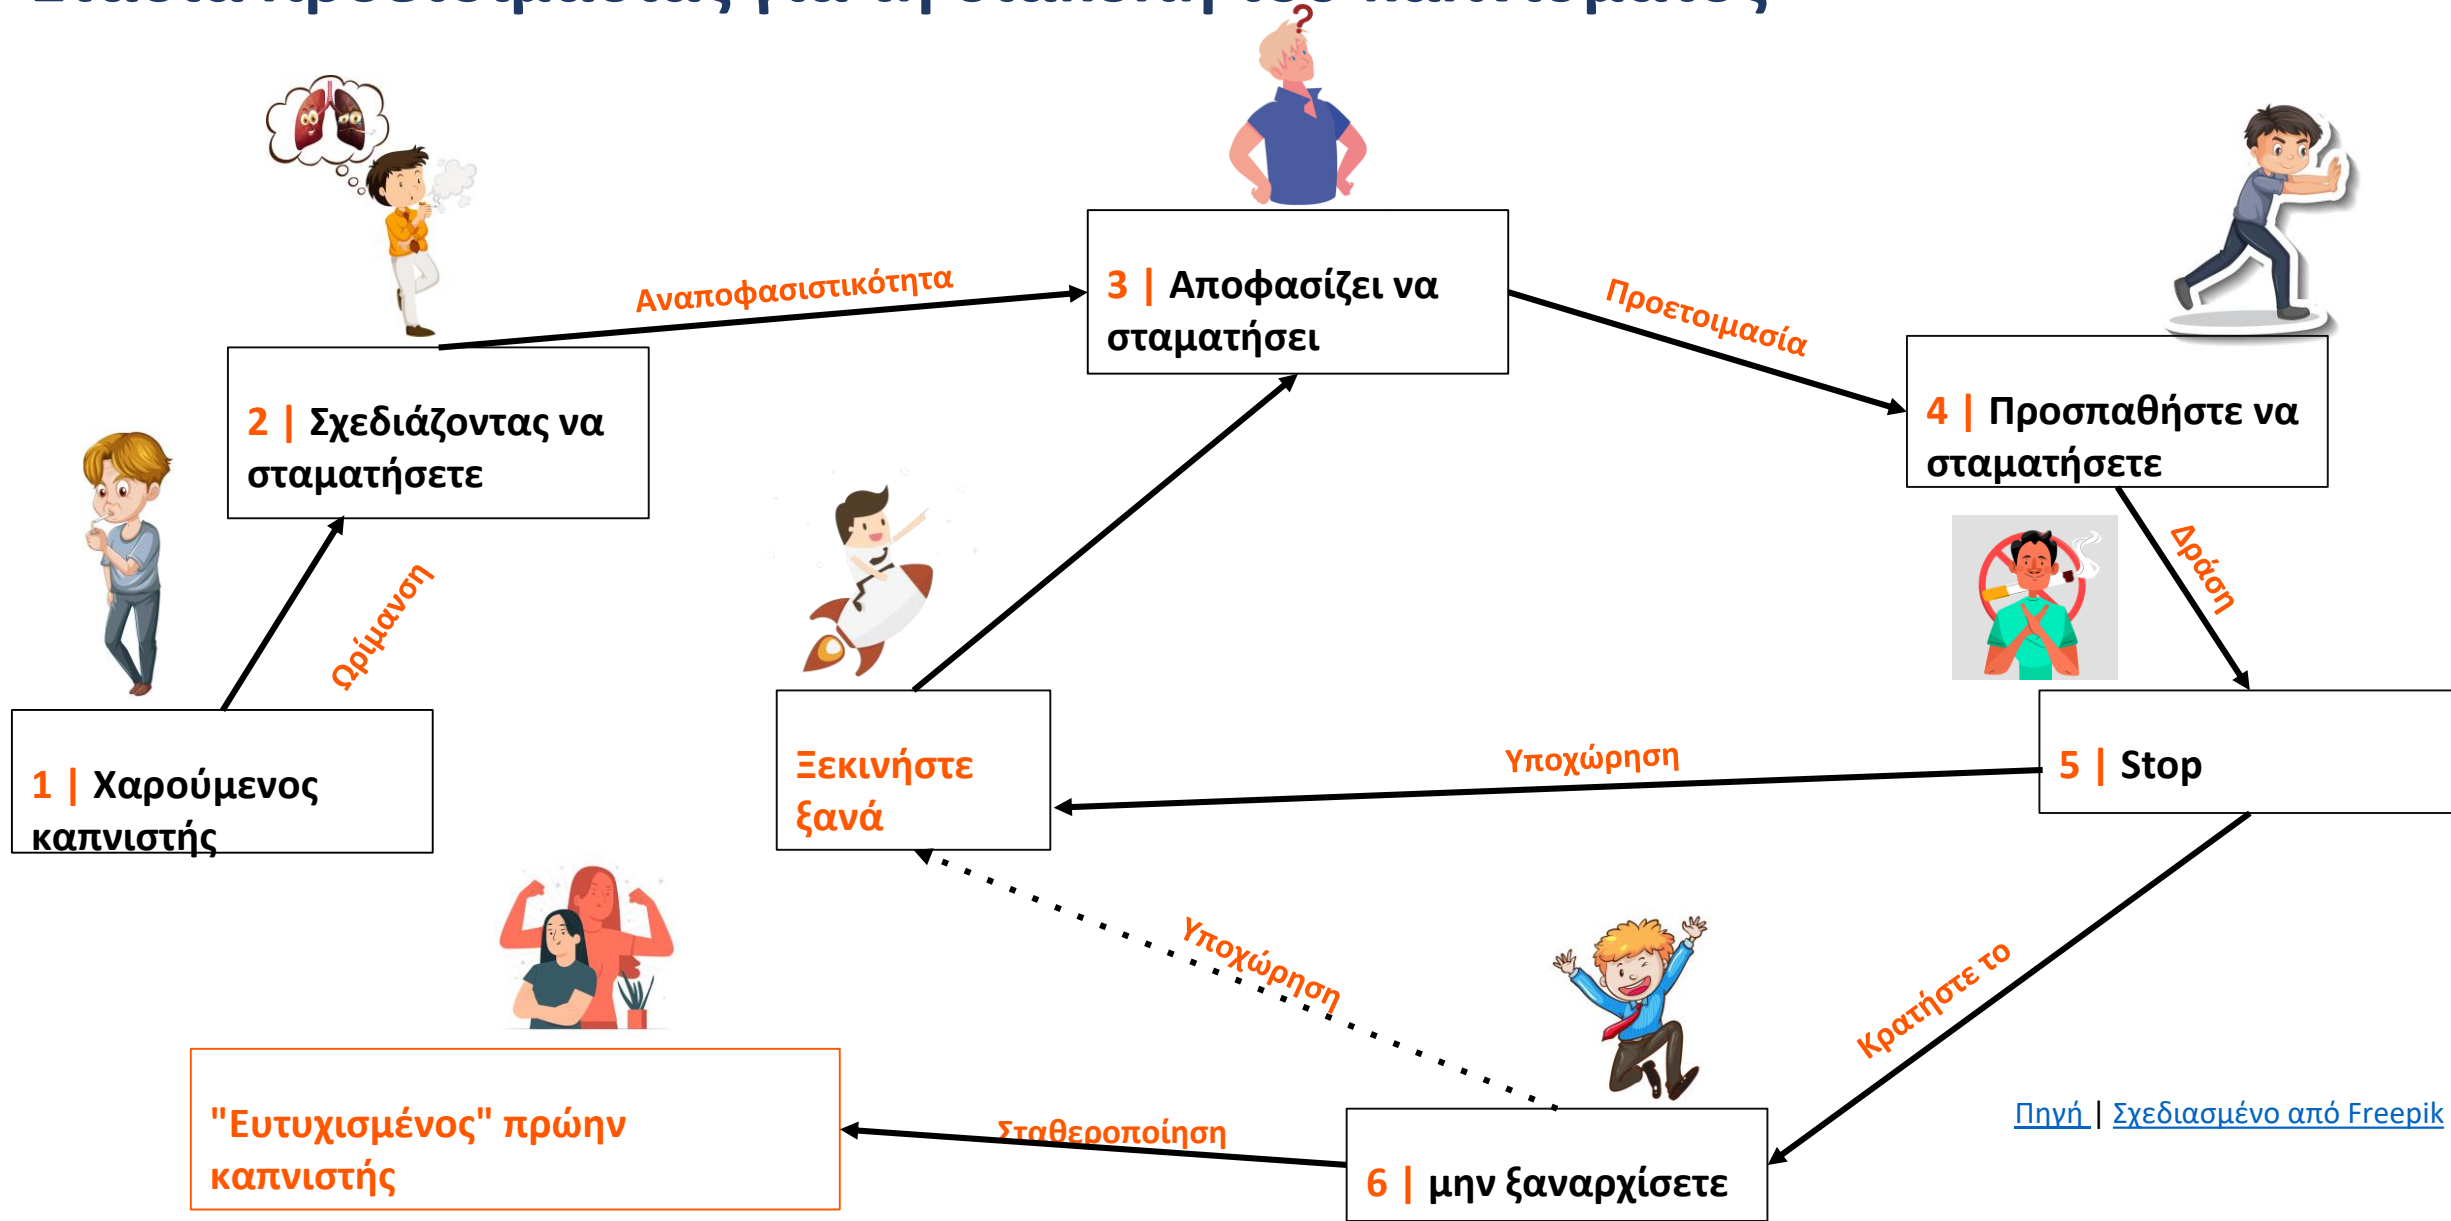 για τη
Αναποφασιστικότητα
3 | Αποφασίζει να
σταματήσει
Προετοιμασία
2 | Σχεδιάζοντας να
σταματήσετε
4 | Προσπαθήστε να
σταματήσετε
Ωρίμανση
Δράση
1 | Χαρούμενος
καπνιστής
Ξεκινήστε
ξανά
Υποχώρηση
5 | Stop
Υποχώρηση
Κρατήστε το
"Ευτυχισμένος" πρώην
καπνιστής
Σταθεροποίηση
6 | μην ξαναρχίσετε
Πηγή | Σχεδιασμένο από Freepik